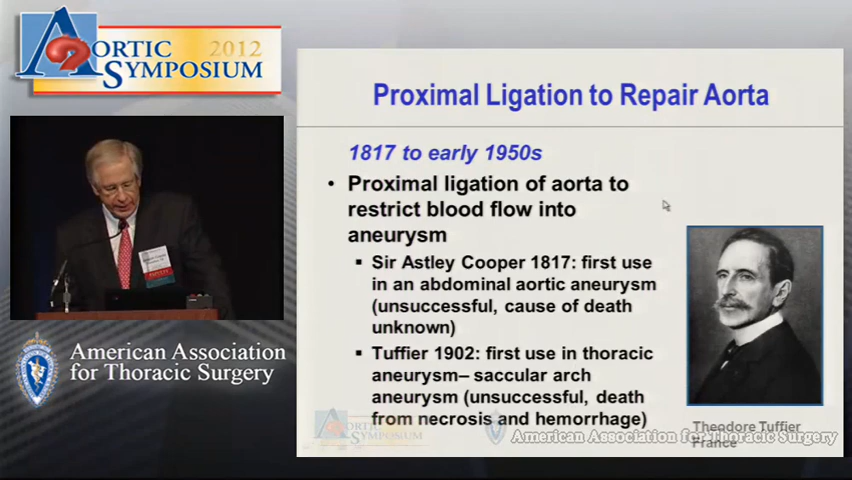 AORTIC 2012
SYMPOSIUM
American Association
for Thoracic Surgery
Proximal Ligation to Repair Aorta
1817 to early 1950s
• Proximal ligation of aorta to
restrict blood flow into
aneurysm
▪ Sir Astley Cooper 1817: first use
in an abdominal aortic aneurysm
(unsuccessful, cause of death
unknown)
▪ Tuffier 1902: first use in thoracic
aneurysm– saccular arch
aneurysm (unsuccessful, death
from necrosis and hemorrhage)
Theodore Tuffier
France
AORTIC
SYMPOSIUM
American Association for Thoracic Surgery